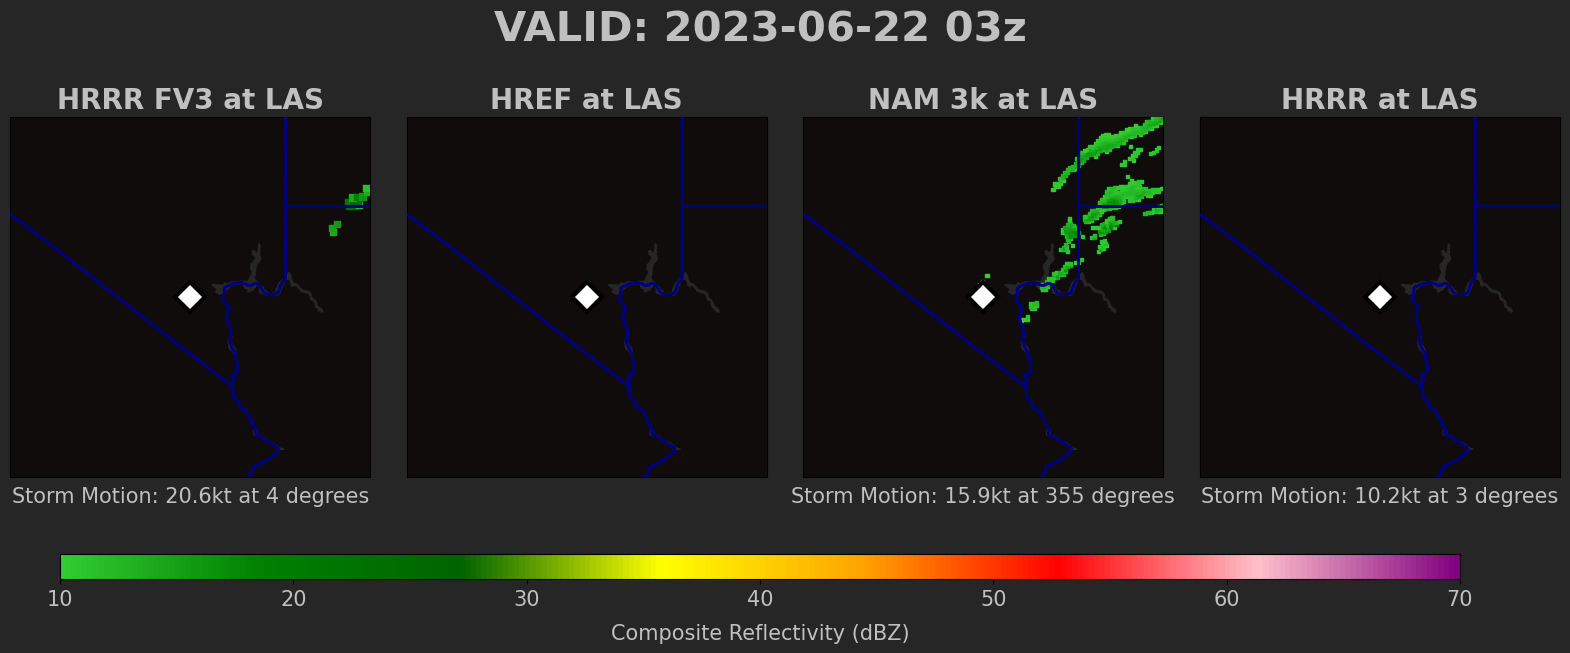 VALID: 2023-06-22 03z
HRRR FV3 at LAS
HREF at LAS
NAM 3k at LAS
HRRR at LAS
Storm Motion: 20.6kt at 4 degrees
Storm Motion: 15.9kt at 355 degrees
Storm Motion: 10.2kt at 3 degrees
10 20 30 40 50 60 70
Composite Reflectivity (dBZ)